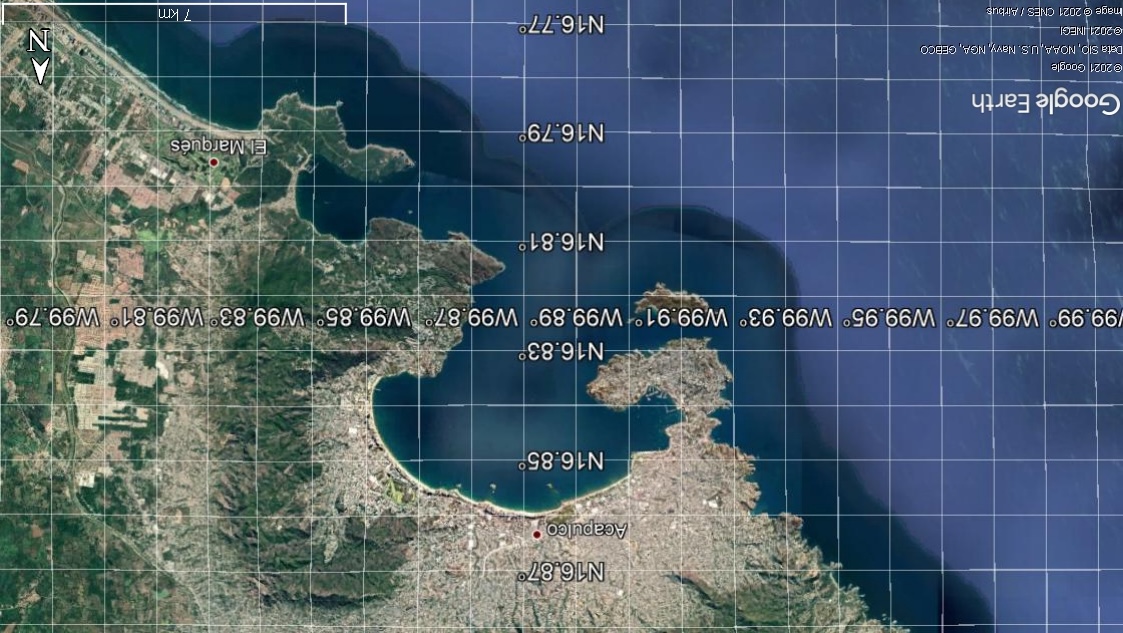 N16.87°
Acapulco
N16.85°
N16.83°
W99.99° W99.97° W99.95° W99.93° W99.91° W99.89° W99.87° W99.85° W99.83° W99.81° W99.79°
N16.81°
El Marqués
N16.79°
Google Earth
©2021 Google
Data SIO, NOAA, U.S. Navy, NGA, GEBCO
©2021 INEGI
Image © 2021 CNES / Airbus
N16.77°
N
7 km